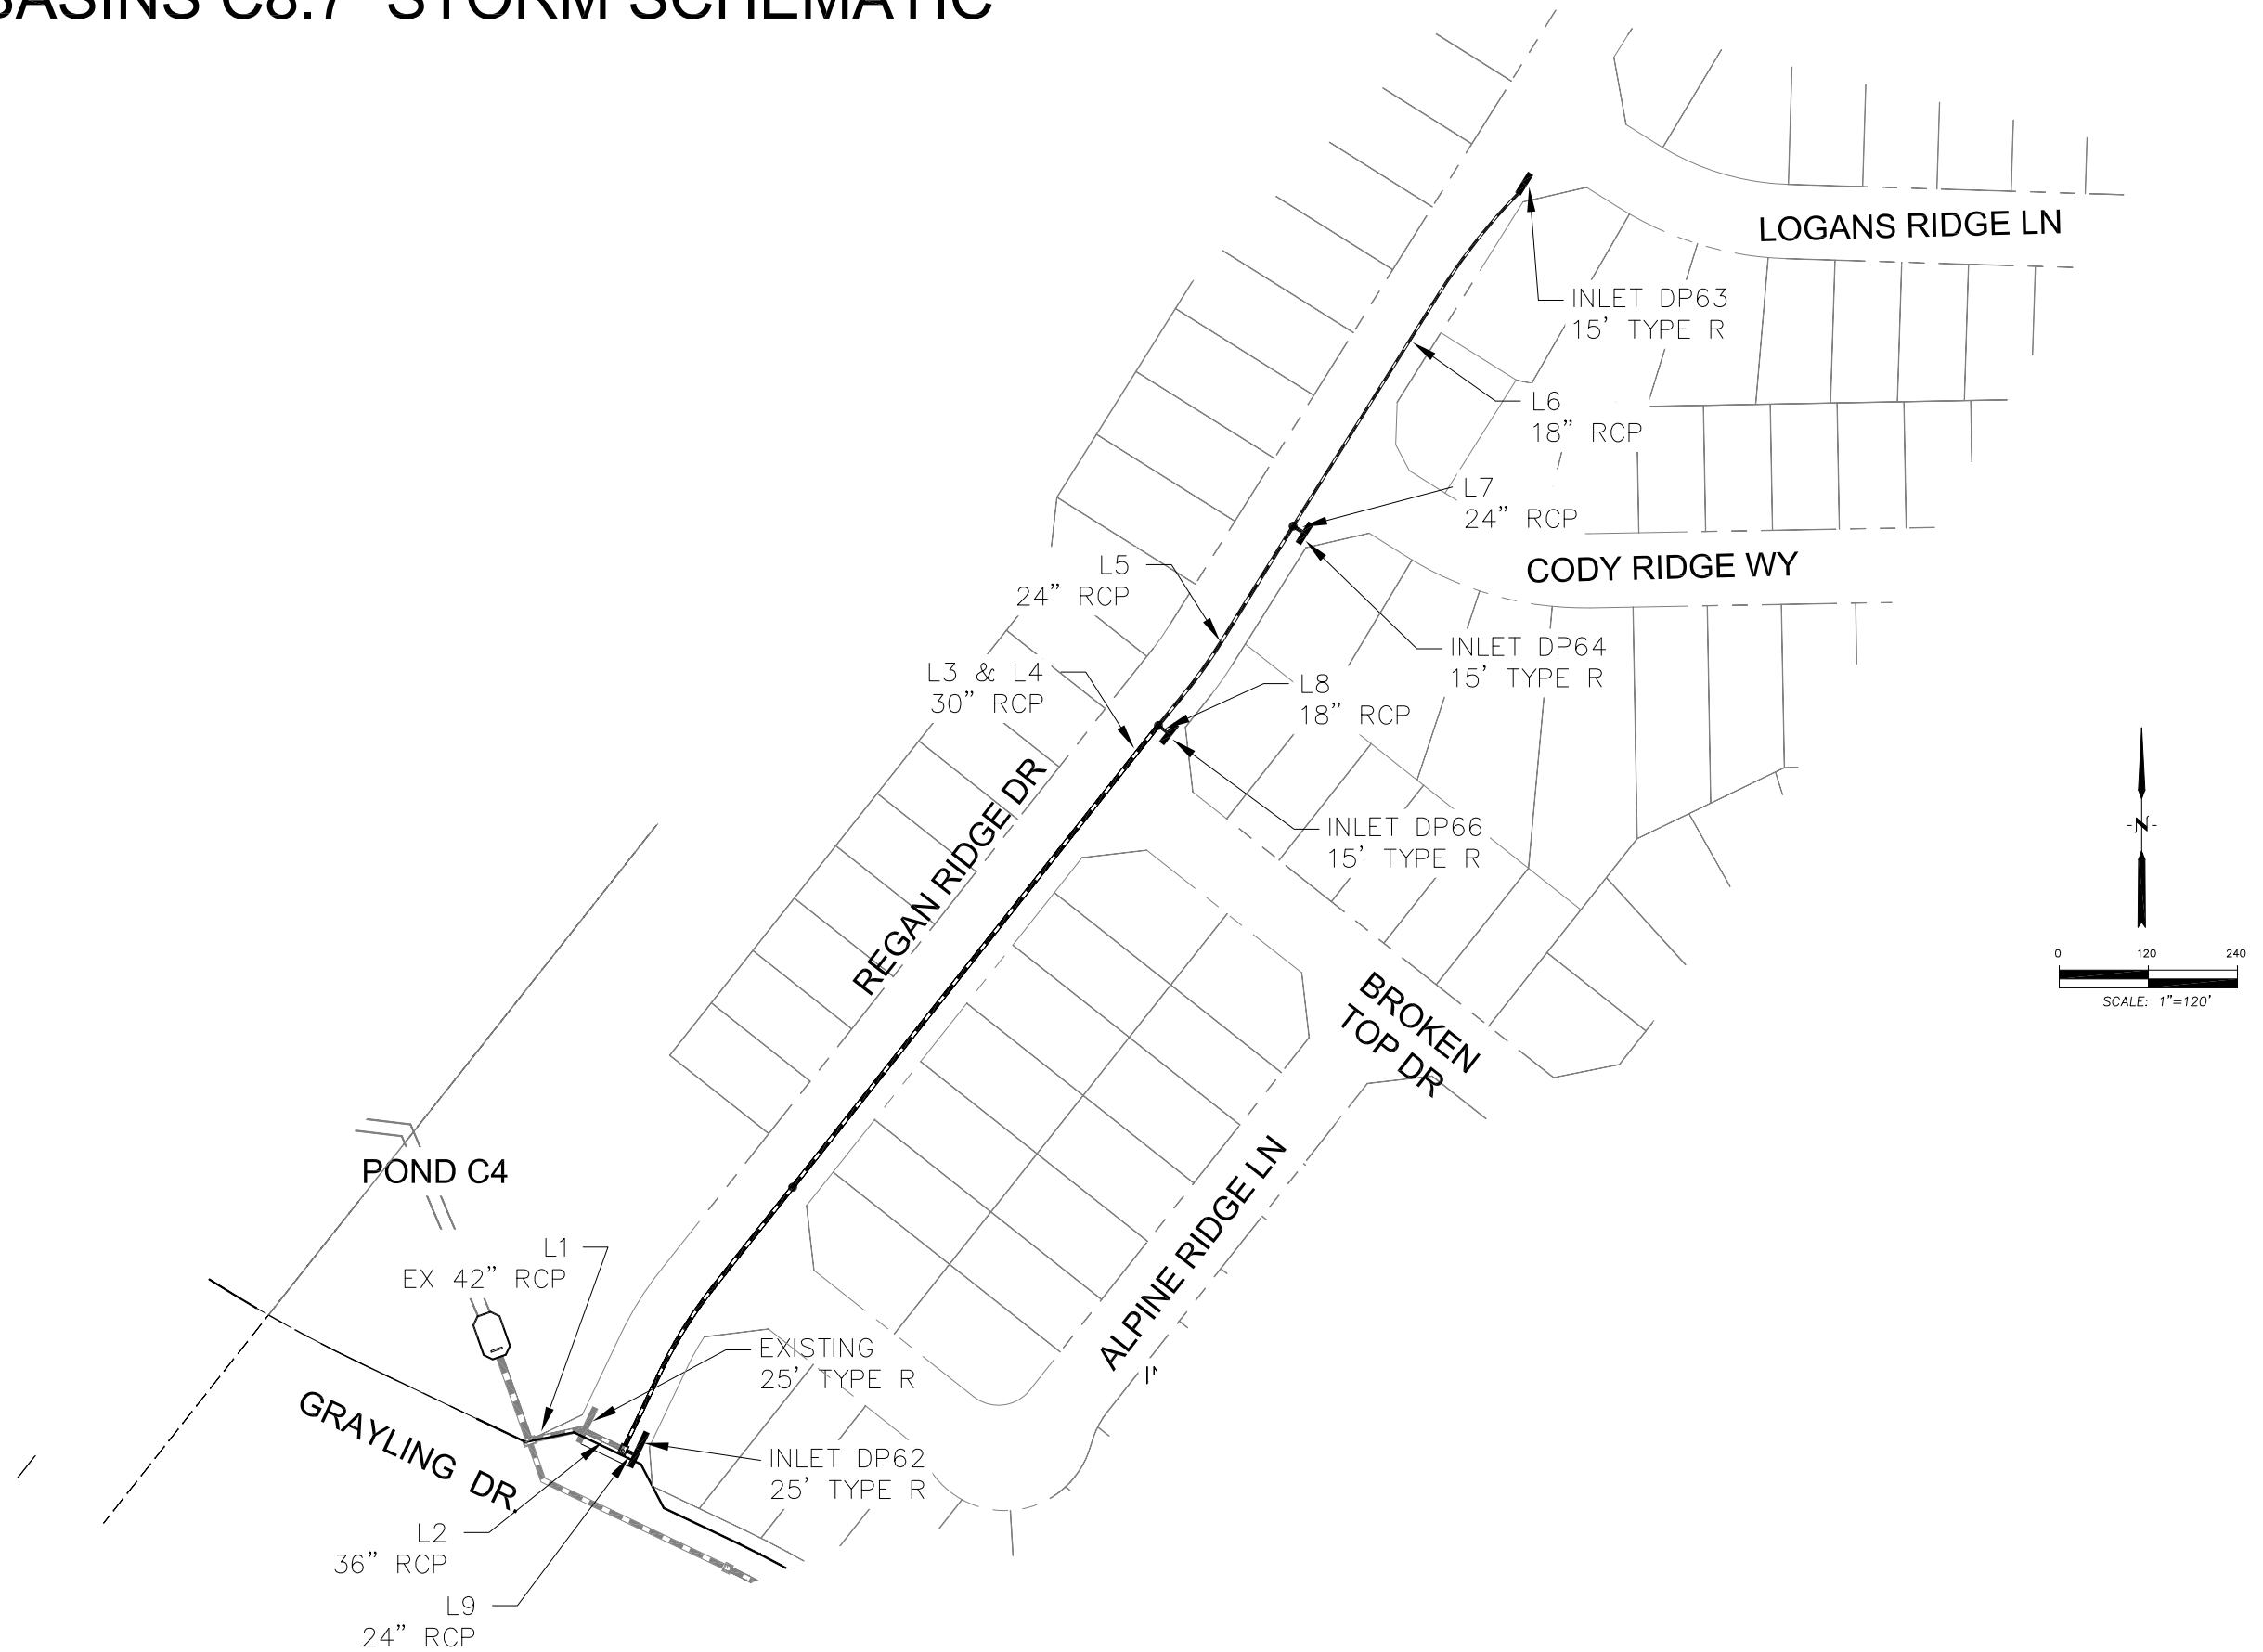 BASINS C8.7 STORM SCHEMATIC
LOGANS RIDGE LN
INLET DP63
15' TYPE R
L6
18" RCP
L7
24" RCP
CODY RIDGE WY
L5
24" RCP
INLET DP64
15' TYPE R
L3 & L4
30" RCP
L8
18" RCP
INLET DP66
15' TYPE R
REGAN RIDGE DR
-N-
0 120 240
SCALE: 1"=120'
BROKEN
TOP DR
ALPINE RIDGE LN
POND C4
L1
EX 42" RCP
EXISTING
25' TYPE R
GRAYLING DR.
INLET DP62
25' TYPE R
L2
36" RCP
L9
24" RCP